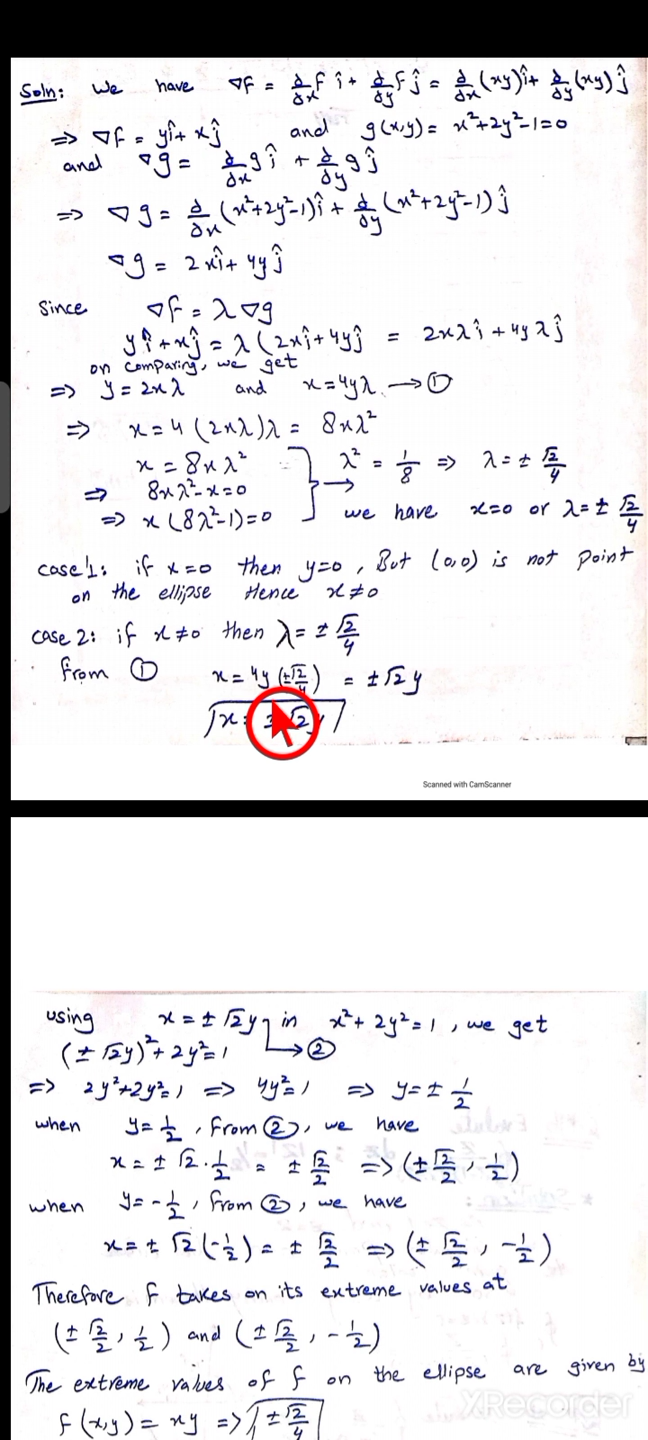 Soln: We have ∇f = ∂/∂x f î + ∂/∂y f ĵ = ∂/∂x (xy) î + ∂/∂y (xy) ĵ
⇒ ∇f = yî + xĵ and g(x,y) = x²+2y²-1=0
and ∇g = ∂/∂x g î + ∂/∂y g ĵ
⇒ ∇g = ∂/∂x (x²+2y²-1) î + ∂/∂y (x²+2y²-1) ĵ
∇g = 2xî + 4yĵ
Since ∇f = λ∇g
yî + xĵ = λ(2xî+4yĵ = 2xλî + 4yλĵ
on comparing, we get
⇒ y = 2xλ and x = 4yλ → ①
⇒ x = 4(2xλ)λ = 8xλ²
x = 8xλ²
⇒ 8xλ²-x=0 → λ² = 1/8 ⇒ λ = ± √2/4
⇒ x(8λ²-1)=0 we have x=0 or λ = ± √2/4
case 1: if x=0 then y=0, But (0,0) is not point
on the ellipse Hence x≠0
case 2: if x≠0 then λ = ± √2/4
from ① x = 4y(±√2/4) = ±√2y
x = ±√2y
Scanned with CamScanner
using x = ±√2y in x²+2y²=1, we get
(±√2y)²+2y²=1 → ②
⇒ 2y²+2y²=1 ⇒ 4y²=1 ⇒ y = ± 1/2
when y = 1/2, from ②, we have
x = ± √2 · 1/2 = ± √2/2 ⇒ (± √2/2, 1/2)
when y = -1/2, from ②, we have
x = ± √2(-1/2) = ± √2/2 ⇒ (± √2/2, -1/2)
Therefore f takes on its extreme values at
(± √2/2, 1/2) and (± √2/2, -1/2)
The extreme values of f on the ellipse are given by
f(x,y) = xy ⇒ ± √2/4
XRecorder